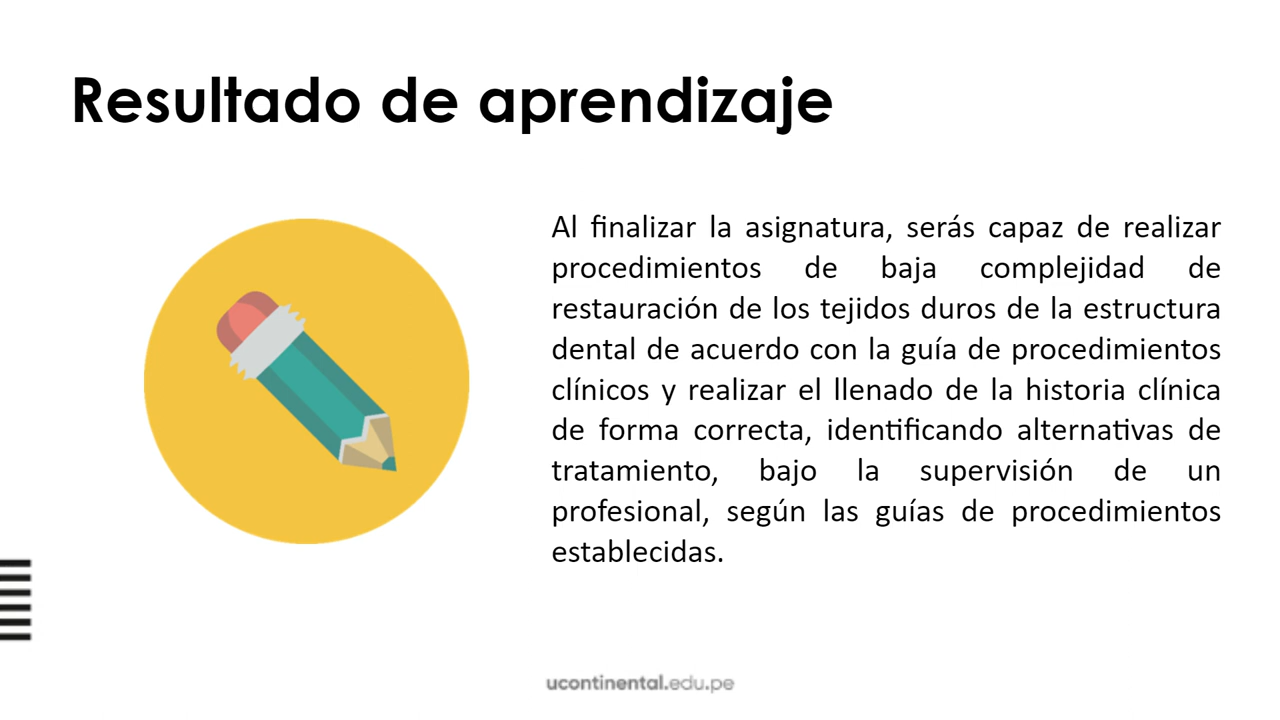 Resultado de aprendizaje
Al finalizar la asignatura, serás capaz de realizar
procedimientos de baja complejidad de
restauración de los tejidos duros de la estructura
dental de acuerdo con la guía de procedimientos
clínicos y realizar el llenado de la historia clínica
de forma correcta, identificando alternativas de
tratamiento, bajo la supervisión de un
profesional, según las guías de procedimientos
establecidas.
ucontinental.edu.pe